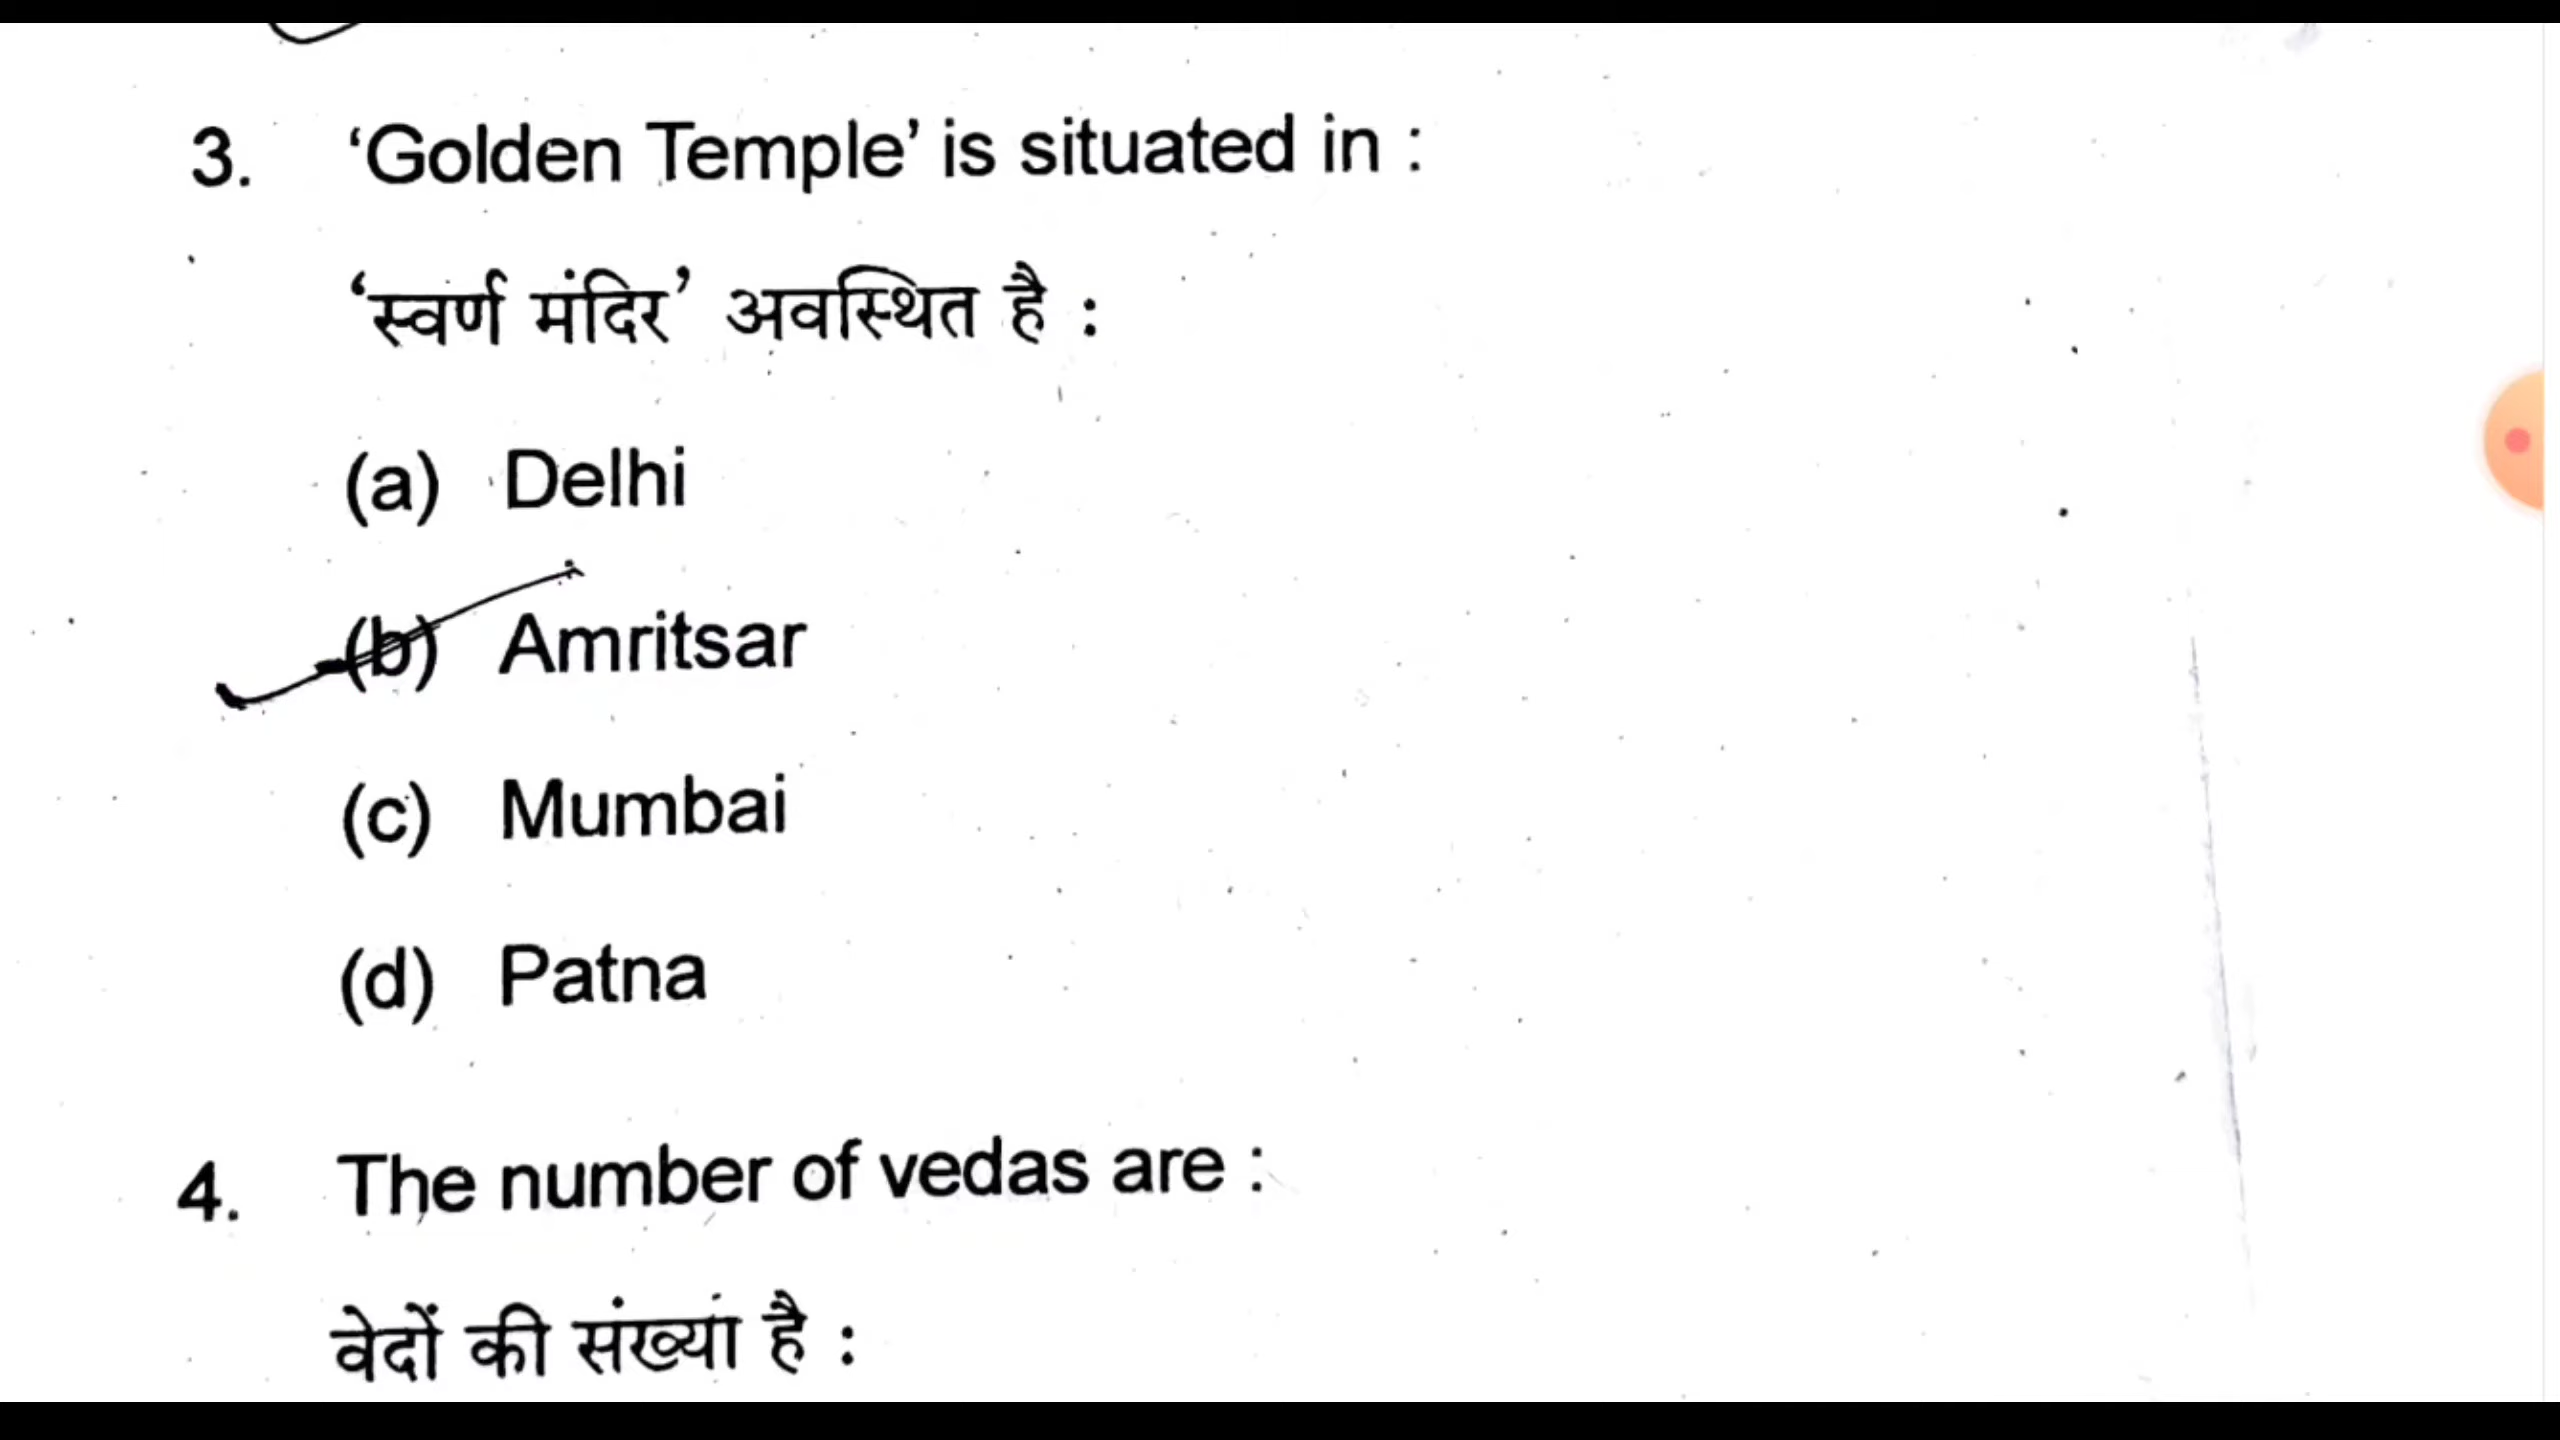 3. ‘Golden Temple’ is situated in :
‘स्वर्ण मंदिर’ अवस्थित है :
(a) Delhi
(b) Amritsar
(c) Mumbai
(d) Patna
4. The number of vedas are :
वेदों की संख्या है :